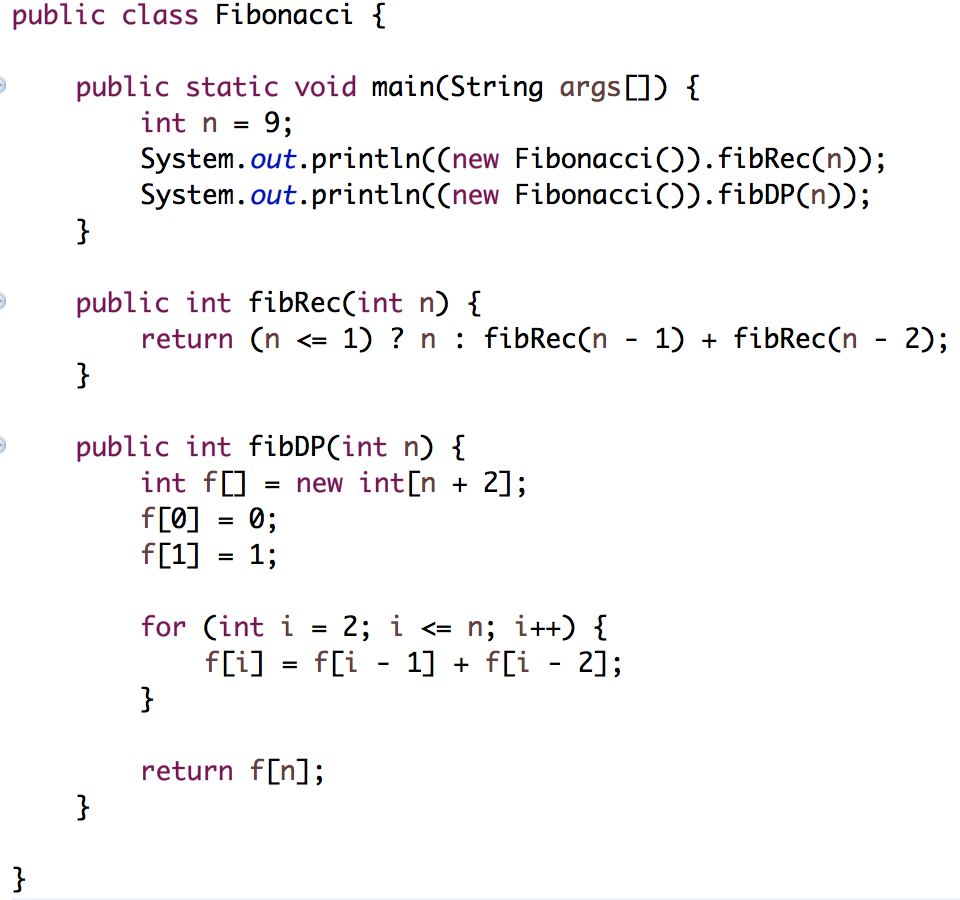 public class Fibonacci {
public static void main(String args[]) {
int n = 9;
System.out.println((new Fibonacci()).fibRec(n));
System.out.println((new Fibonacci()).fibDP(n));
}
public int fibRec(int n) {
return (n <= 1) ? n : fibRec(n - 1) + fibRec(n - 2);
}
public int fibDP(int n) {
int f[] = new int[n + 2];
f[0] = 0;
f[1] = 1;
for (int i = 2; i <= n; i++) {
f[i] = f[i - 1] + f[i - 2];
}
return f[n];
}
}